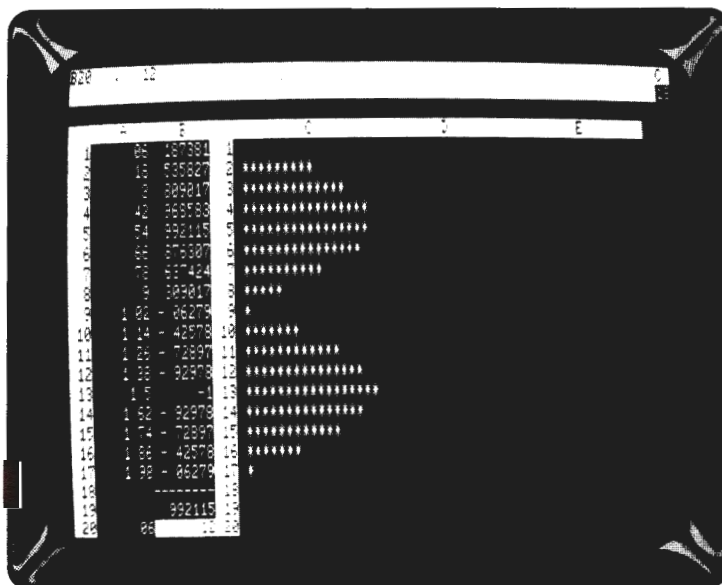 B20 12 C
A B C D E
1 .06 .187381 1
2 .18 .535827 2 *********
3 .3 .809017 3 *************
4 .42 .968583 4 ****************
5 .54 .992115 5 ****************
6 .66 .876307 6 ***************
7 .78 .637424 7 **********
8 .9 .309017 8 *****
9 1.02 -.06279 9 *
10 1.14 -.42578 10 *******
11 1.26 -.72897 11 ************
12 1.38 -.92978 12 ***************
13 1.5 -1 13 *****************
14 1.62 -.92978 14 ***************
15 1.74 -.72897 15 ************
16 1.86 -.42578 16 *******
17 1.98 -.06279 17 *
18 -------- 18
19 .992115 19
20 .06 .12 20